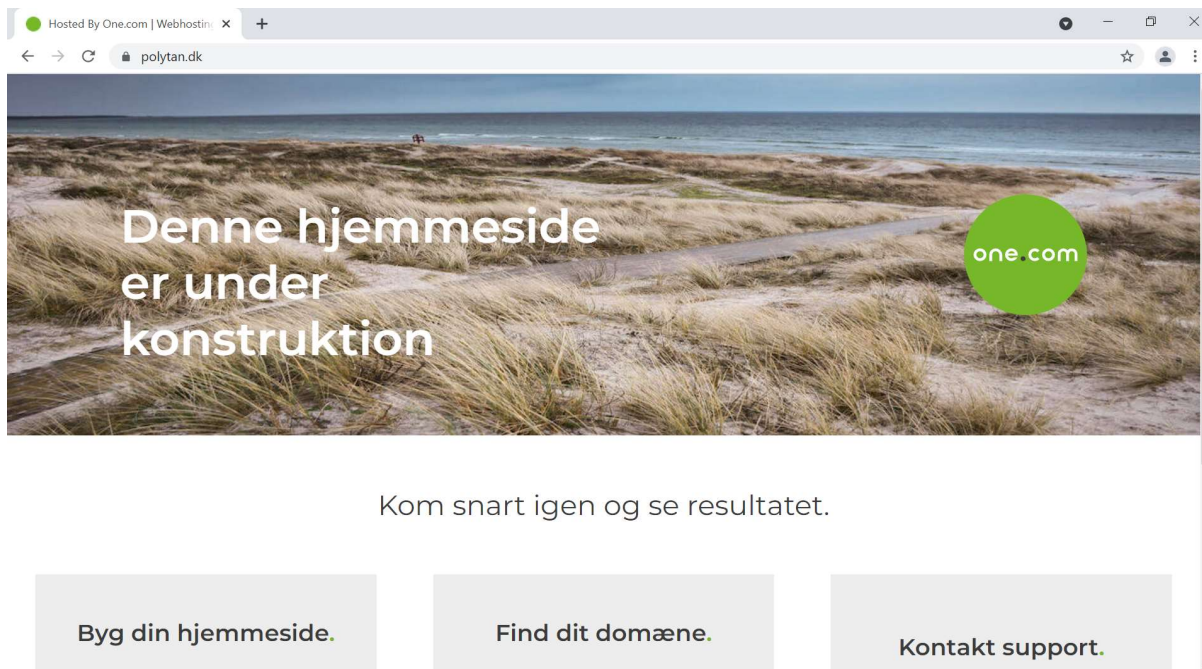 Hosted By One.com | Webhosting
polytan.dk
Denne hjemmeside
er under
konstruktion
one.com
Kom snart igen og se resultatet.
Byg din hjemmeside.
Find dit domæne.
Kontakt support.